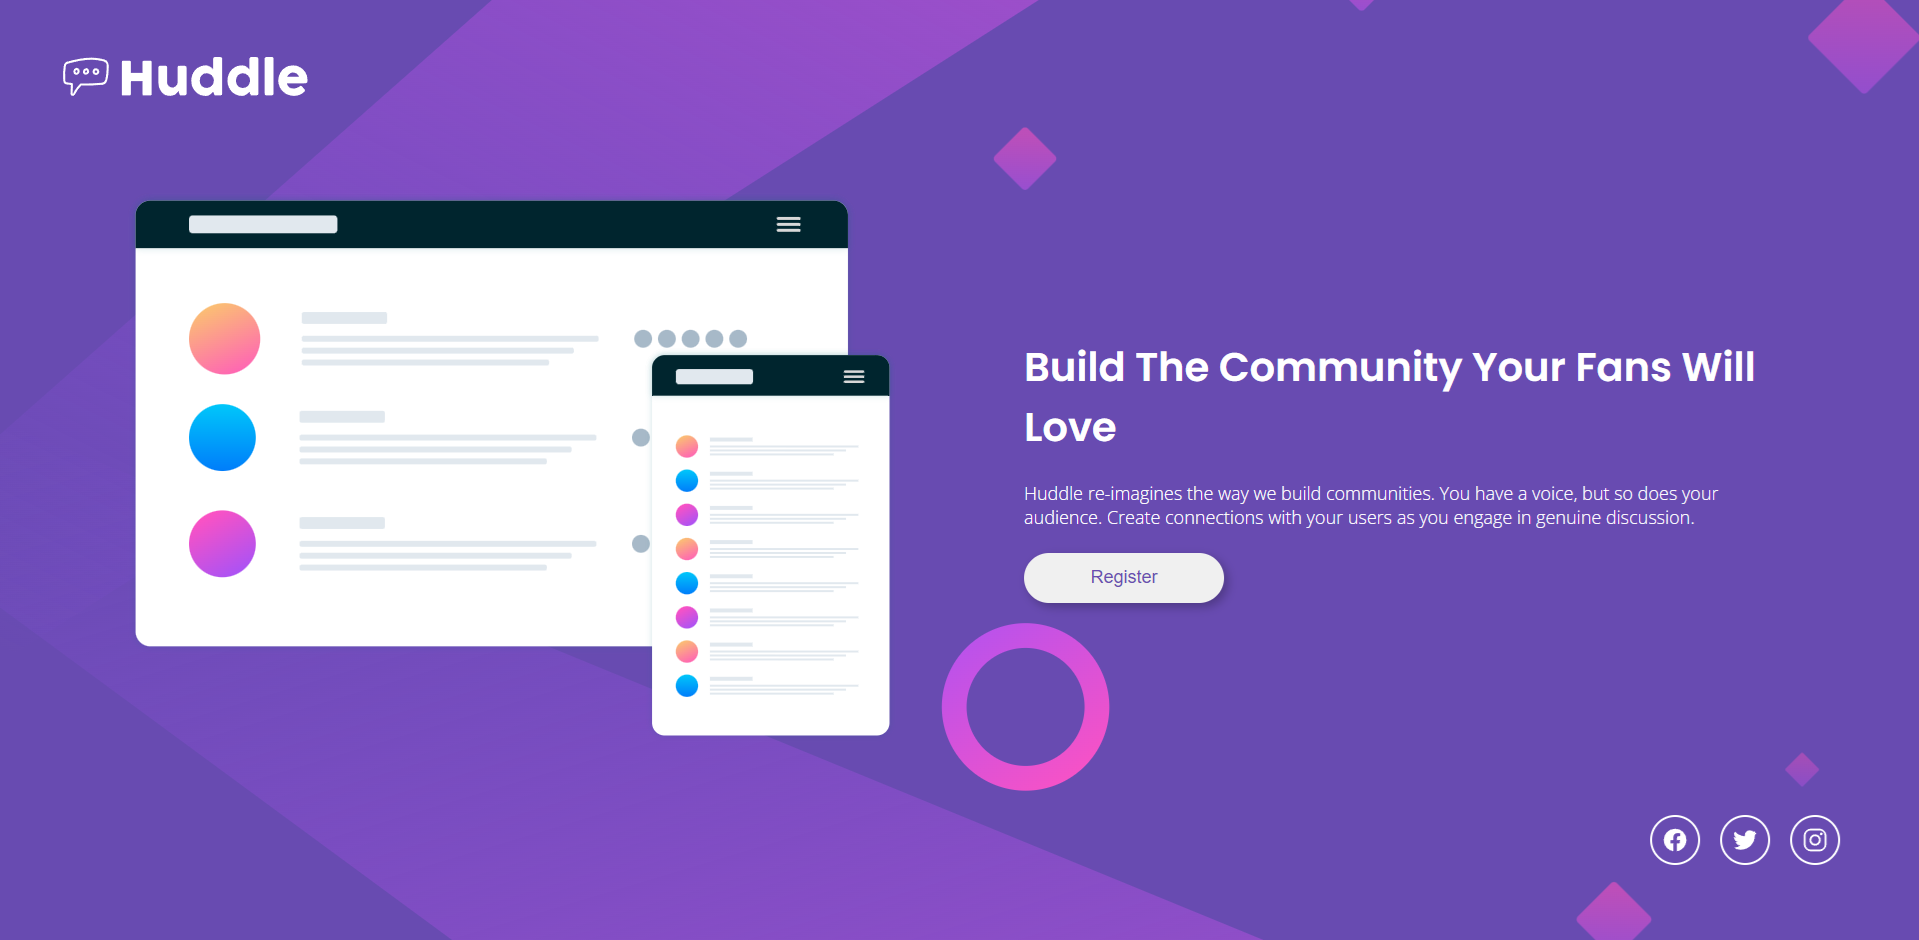 Huddle
Build The Community Your Fans Will
Love
Huddle re-imagines the way we build communities. You have a voice, but so does your
audience. Create connections with your users as you engage in genuine discussion.
Register